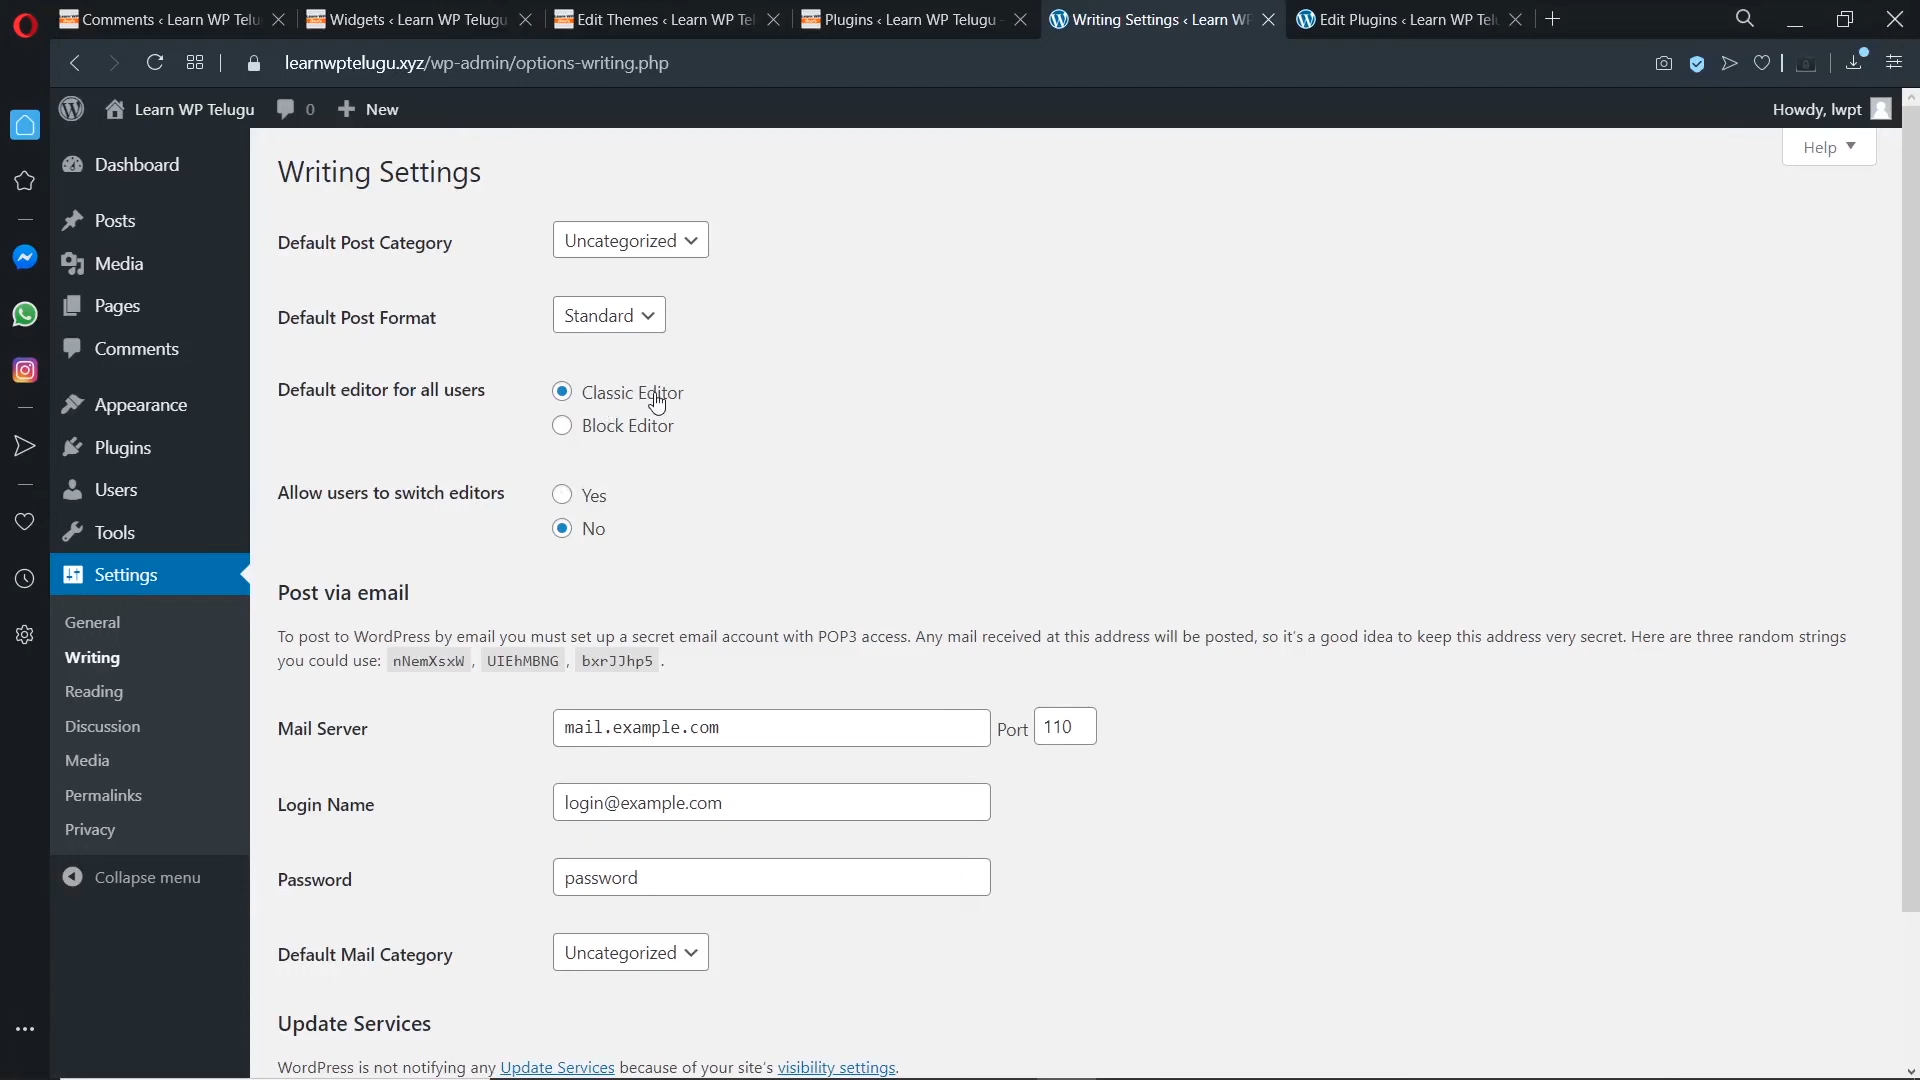 Comments ‹ Learn WP Telu
Widgets ‹ Learn WP Telugu
Edit Themes ‹ Learn WP Tel
Plugins ‹ Learn WP Telugu
Writing Settings ‹ Learn WP
Edit Plugins ‹ Learn WP Tel
learnwptelugu.xyz/wp-admin/options-writing.php
Learn WP Telugu
0
New
Howdy, lwpt
Help
Dashboard
Posts
Media
Pages
Comments
Appearance
Plugins
Users
Tools
Settings
General
Writing
Reading
Discussion
Media
Permalinks
Privacy
Collapse menu
Writing Settings
Default Post Category
Uncategorized
Default Post Format
Standard
Default editor for all users
Classic Editor
Block Editor
Allow users to switch editors
Yes
No
Post via email
To post to WordPress by email you must set up a secret email account with POP3 access. Any mail received at this address will be posted, so it's a good idea to keep this address very secret. Here are three random strings
you could use: nNemXsxW , UIEhMBNG , bxrJJhp5 .
Mail Server
mail.example.com
Port
110
Login Name
login@example.com
Password
password
Default Mail Category
Uncategorized
Update Services
WordPress is not notifying any Update Services because of your site's visibility settings.